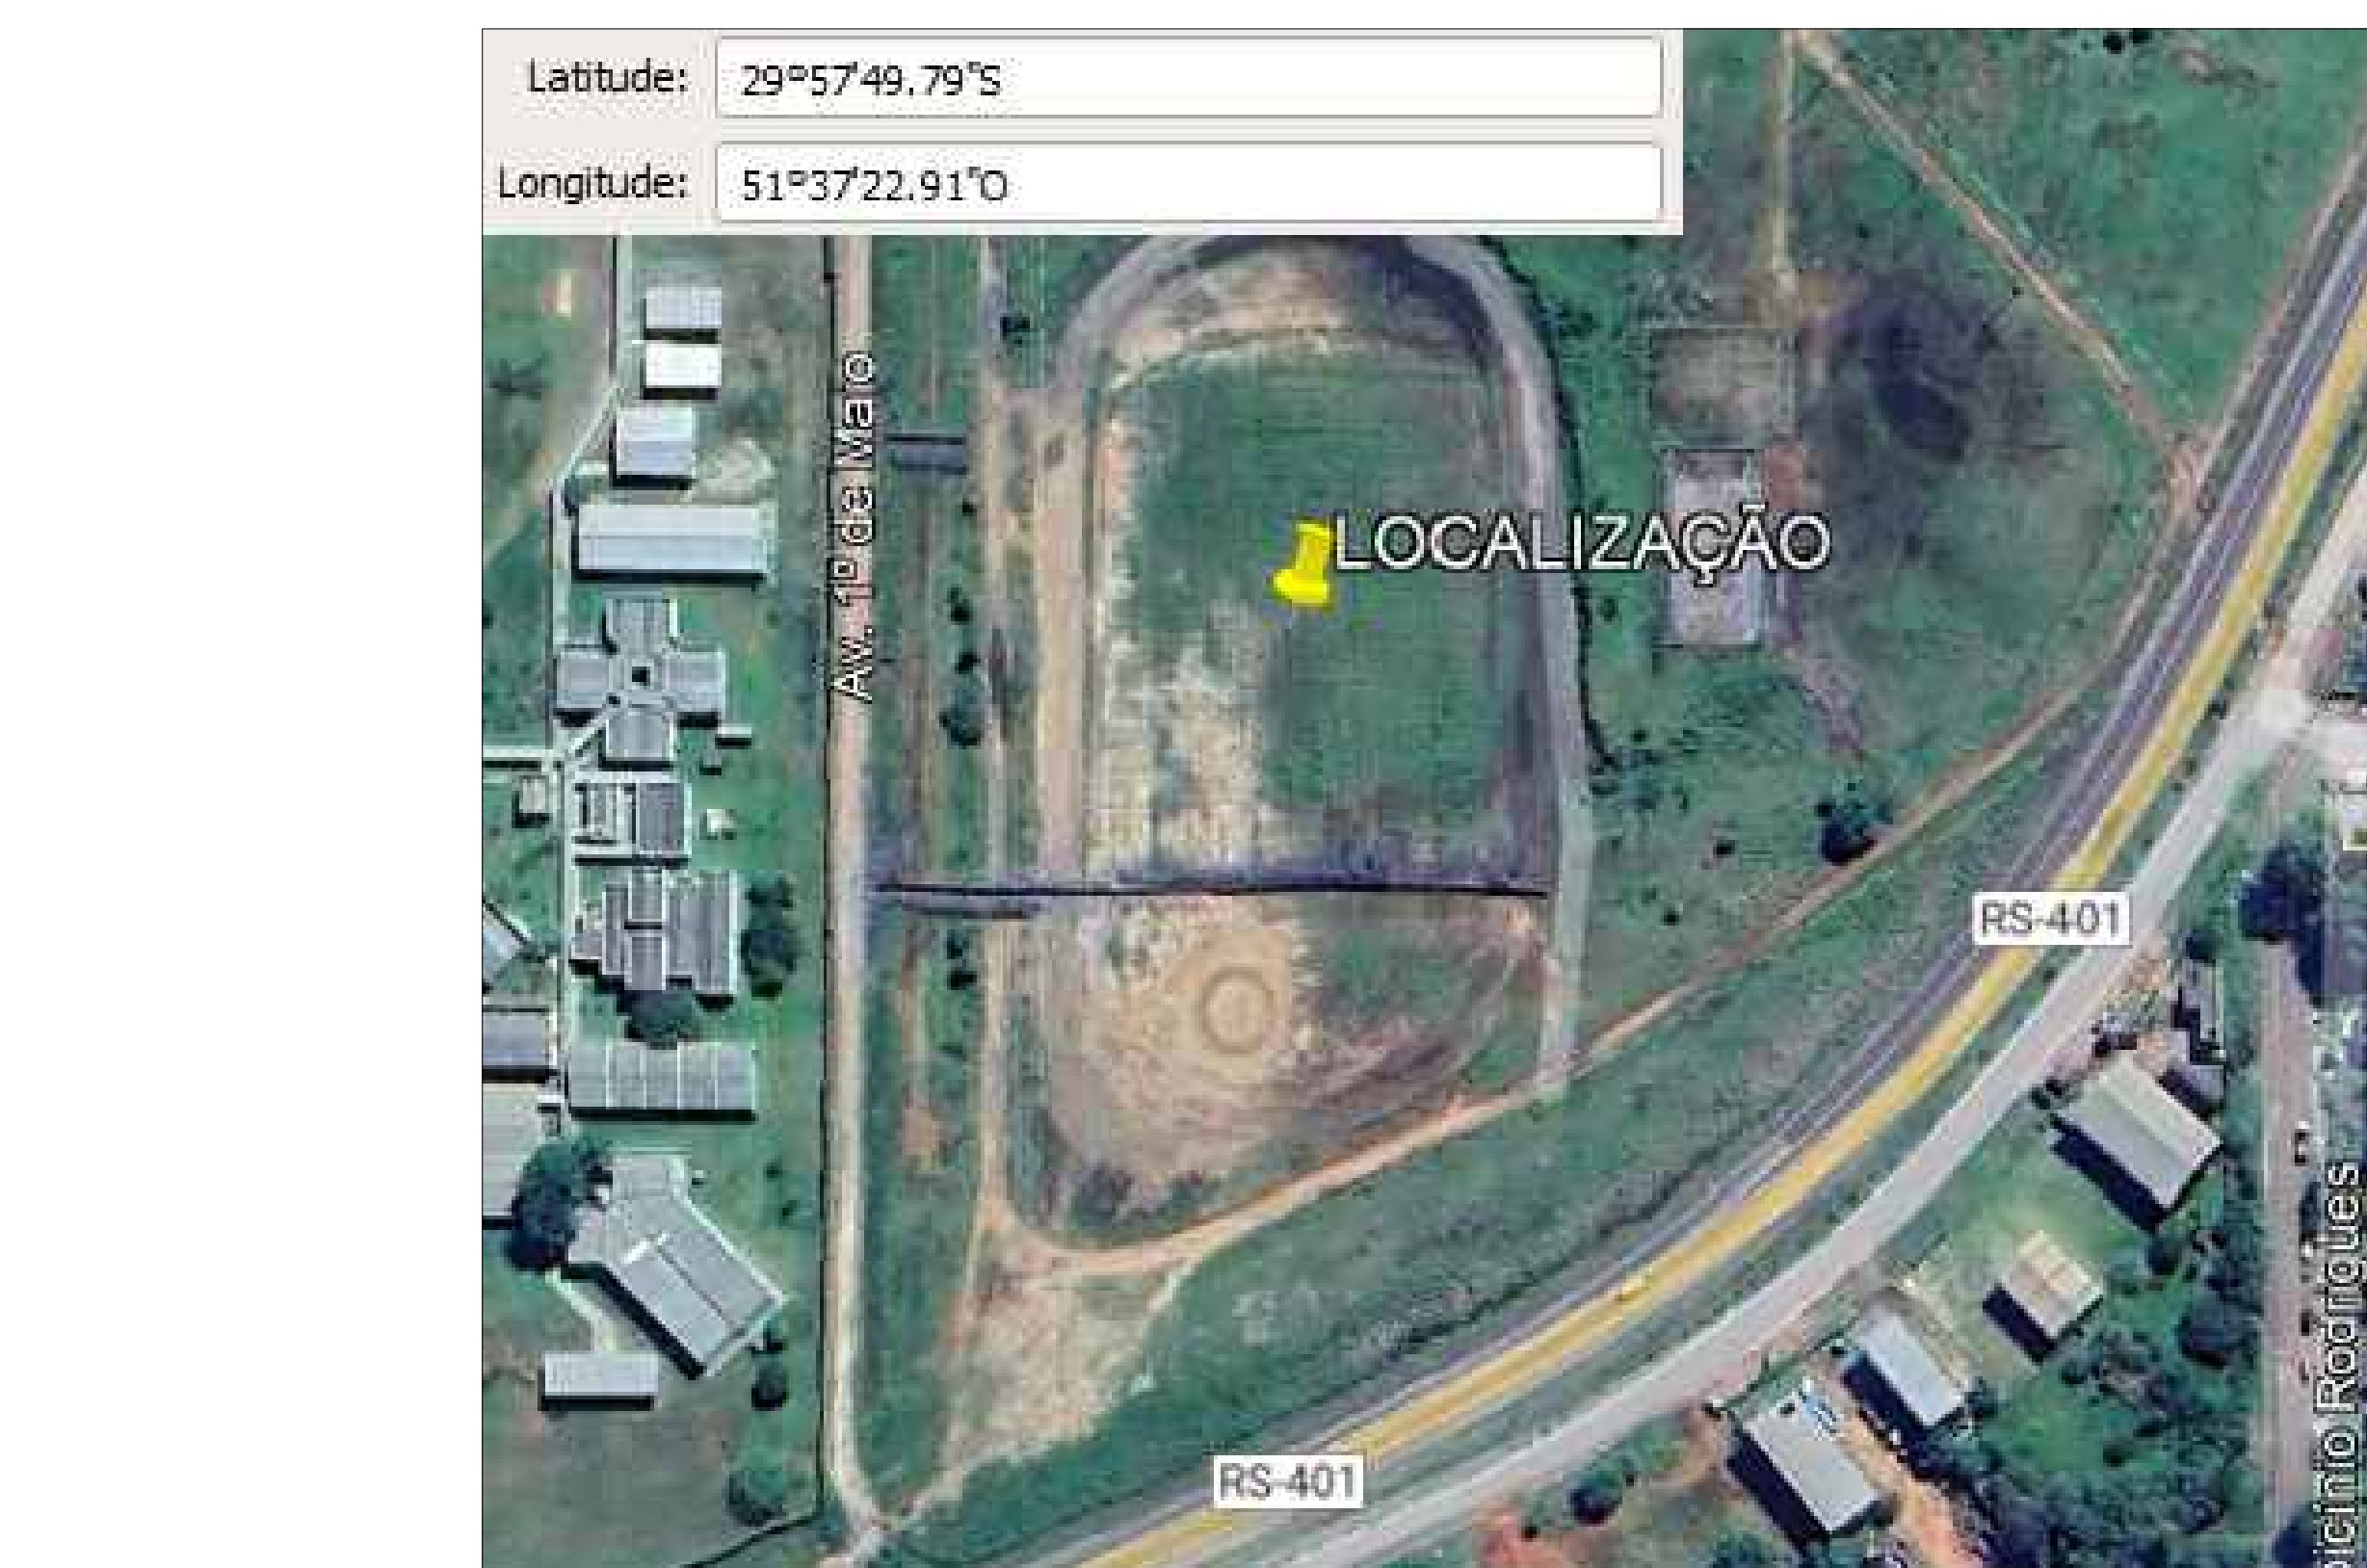 Latitude: 29°57'49.79"S
Longitude: 51°37'22.91"O
Av. 1º de Maio
LOCALIZAÇÃO
RS-401
RS-401
Rodrigues